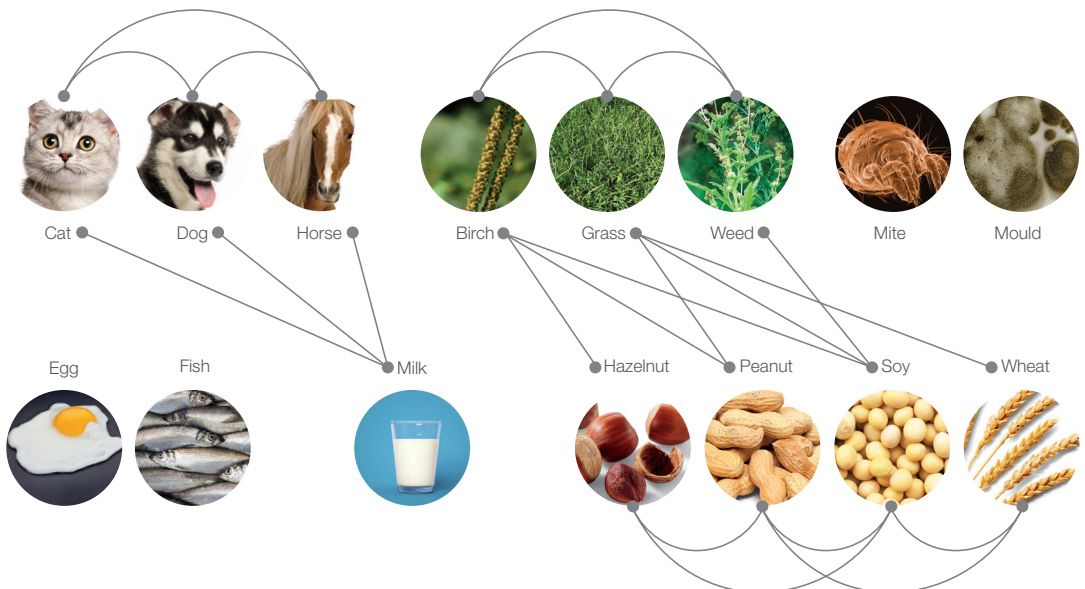 Cat
Dog
Horse
Birch
Grass
Weed
Mite
Mould
Egg
Fish
Milk
Hazelnut
Peanut
Soy
Wheat